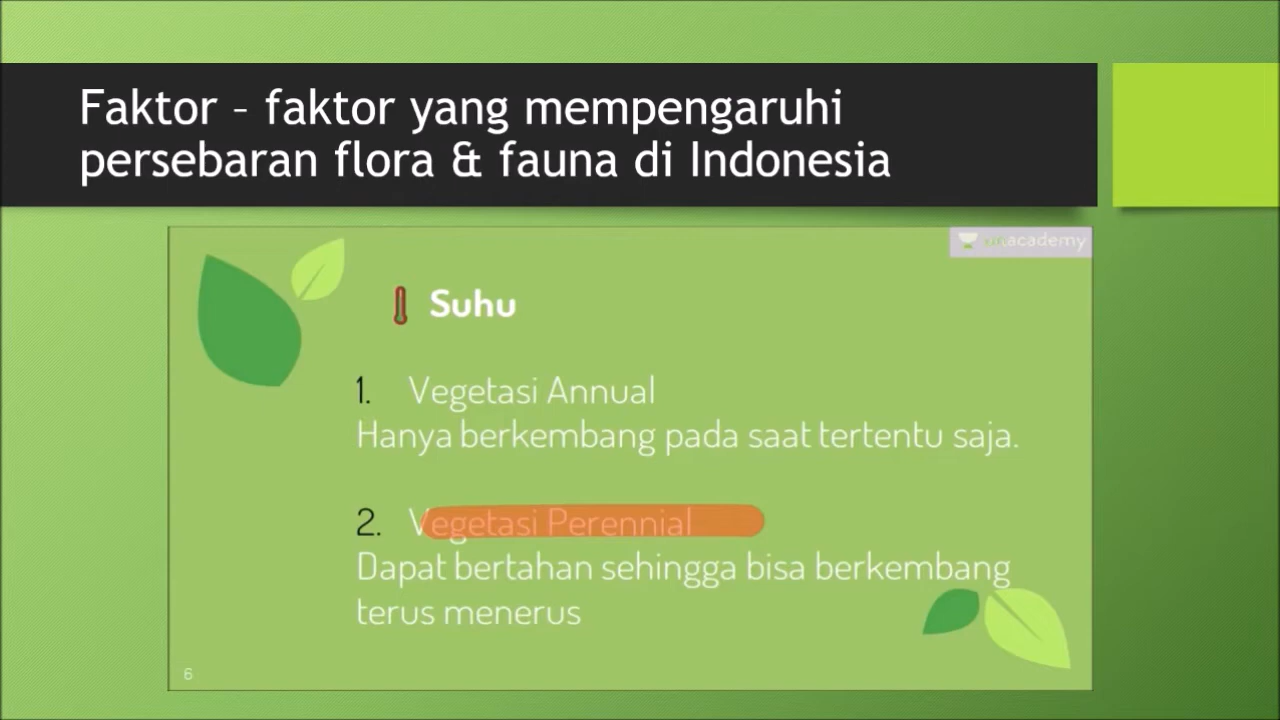 Faktor – faktor yang mempengaruhi
persebaran flora & fauna di Indonesia
academy
Suhu
1. Vegetasi Annual
Hanya berkembang pada saat tertentu saja.
2. Vegetasi Perennial
Dapat bertahan sehingga bisa berkembang
terus menerus
6